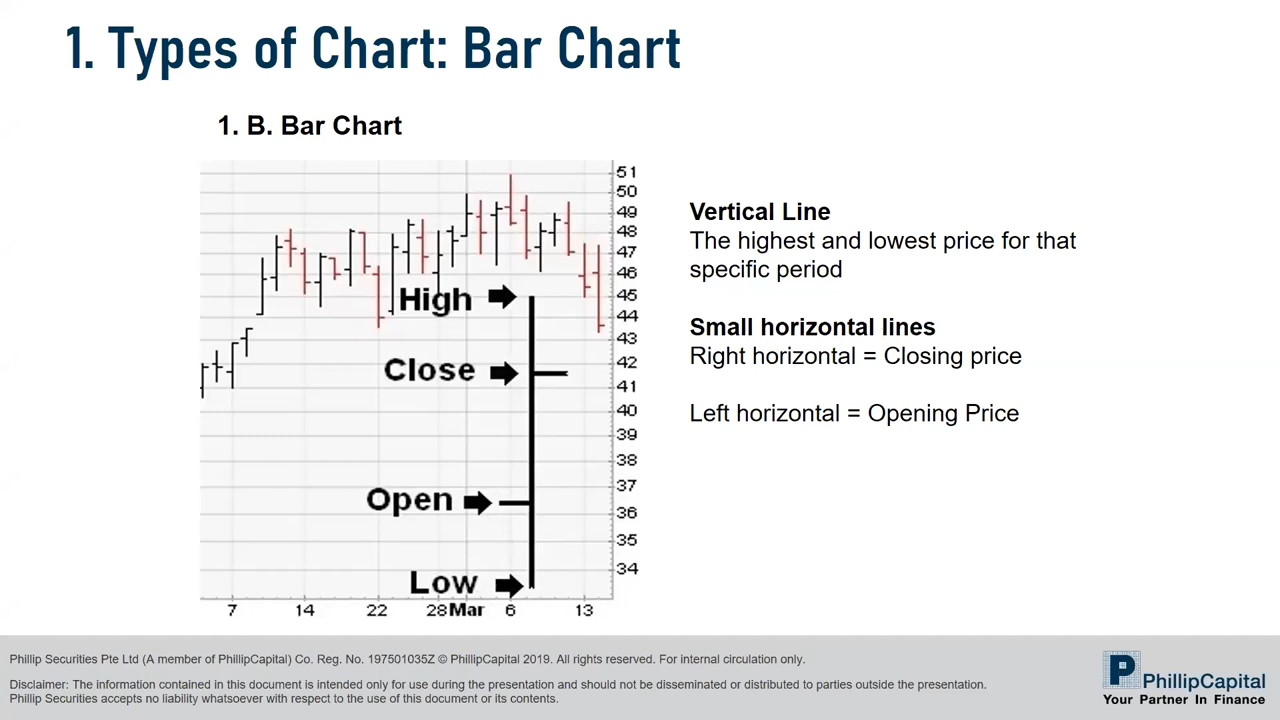 1. Types of Chart: Bar Chart
1. B. Bar Chart
51
50
49
48
47
46
45
44
43
42
41
40
39
38
37
36
35
34
High
Close
Open
Low
7 14 22 28 Mar 6 13
Vertical Line
The highest and lowest price for that
specific period
Small horizontal lines
Right horizontal = Closing price
Left horizontal = Opening Price
Phillip Securities Pte Ltd (A member of PhillipCapital) Co. Reg. No. 197501035Z © PhillipCapital 2019. All rights reserved. For internal circulation only.
Disclaimer: The information contained in this document is intended only for use during the presentation and should not be disseminated or distributed to parties outside the presentation.
Phillip Securities accepts no liability whatsoever with respect to the use of this document or its contents.
P
PhillipCapital
Your Partner In Finance